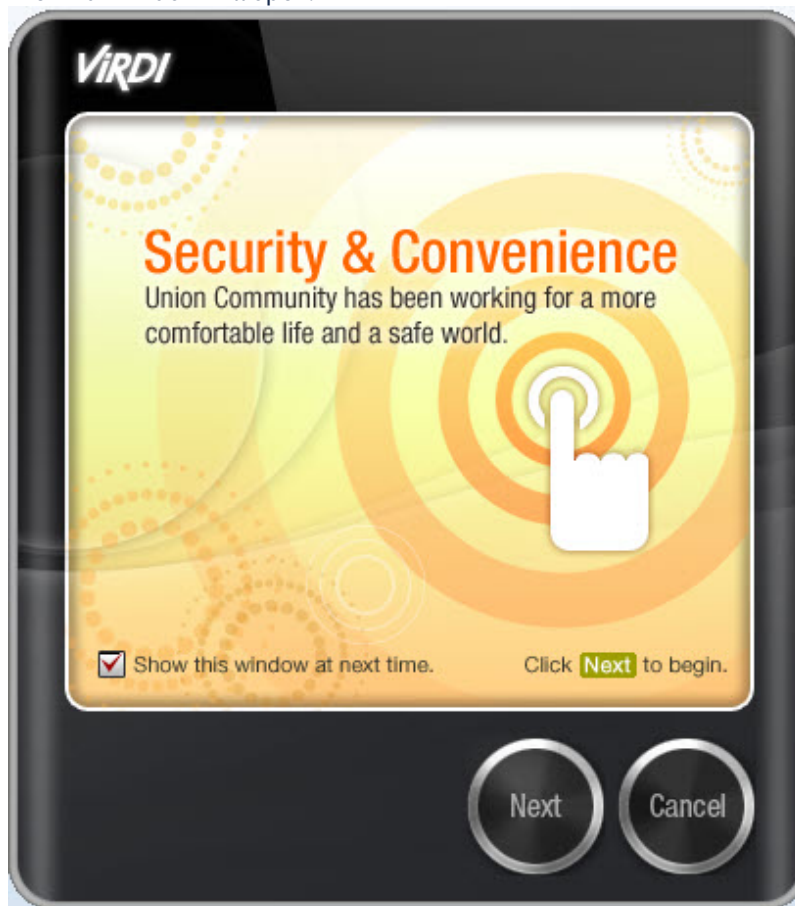 ViRDI
Security & Convenience
Union Community has been working for a more
comfortable life and a safe world.
Show this window at next time.
Click Next to begin.
Next
Cancel